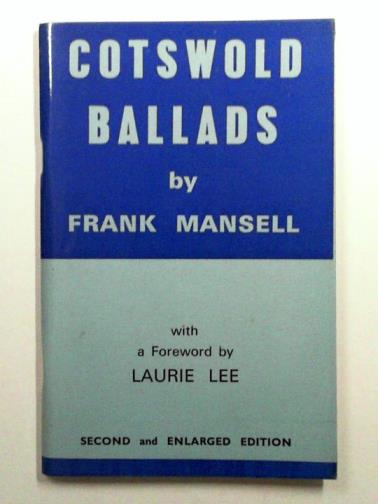 COTSWOLD
BALLADS
by
FRANK MANSELL
with
a Foreword by
LAURIE LEE
SECOND and ENLARGED EDITION